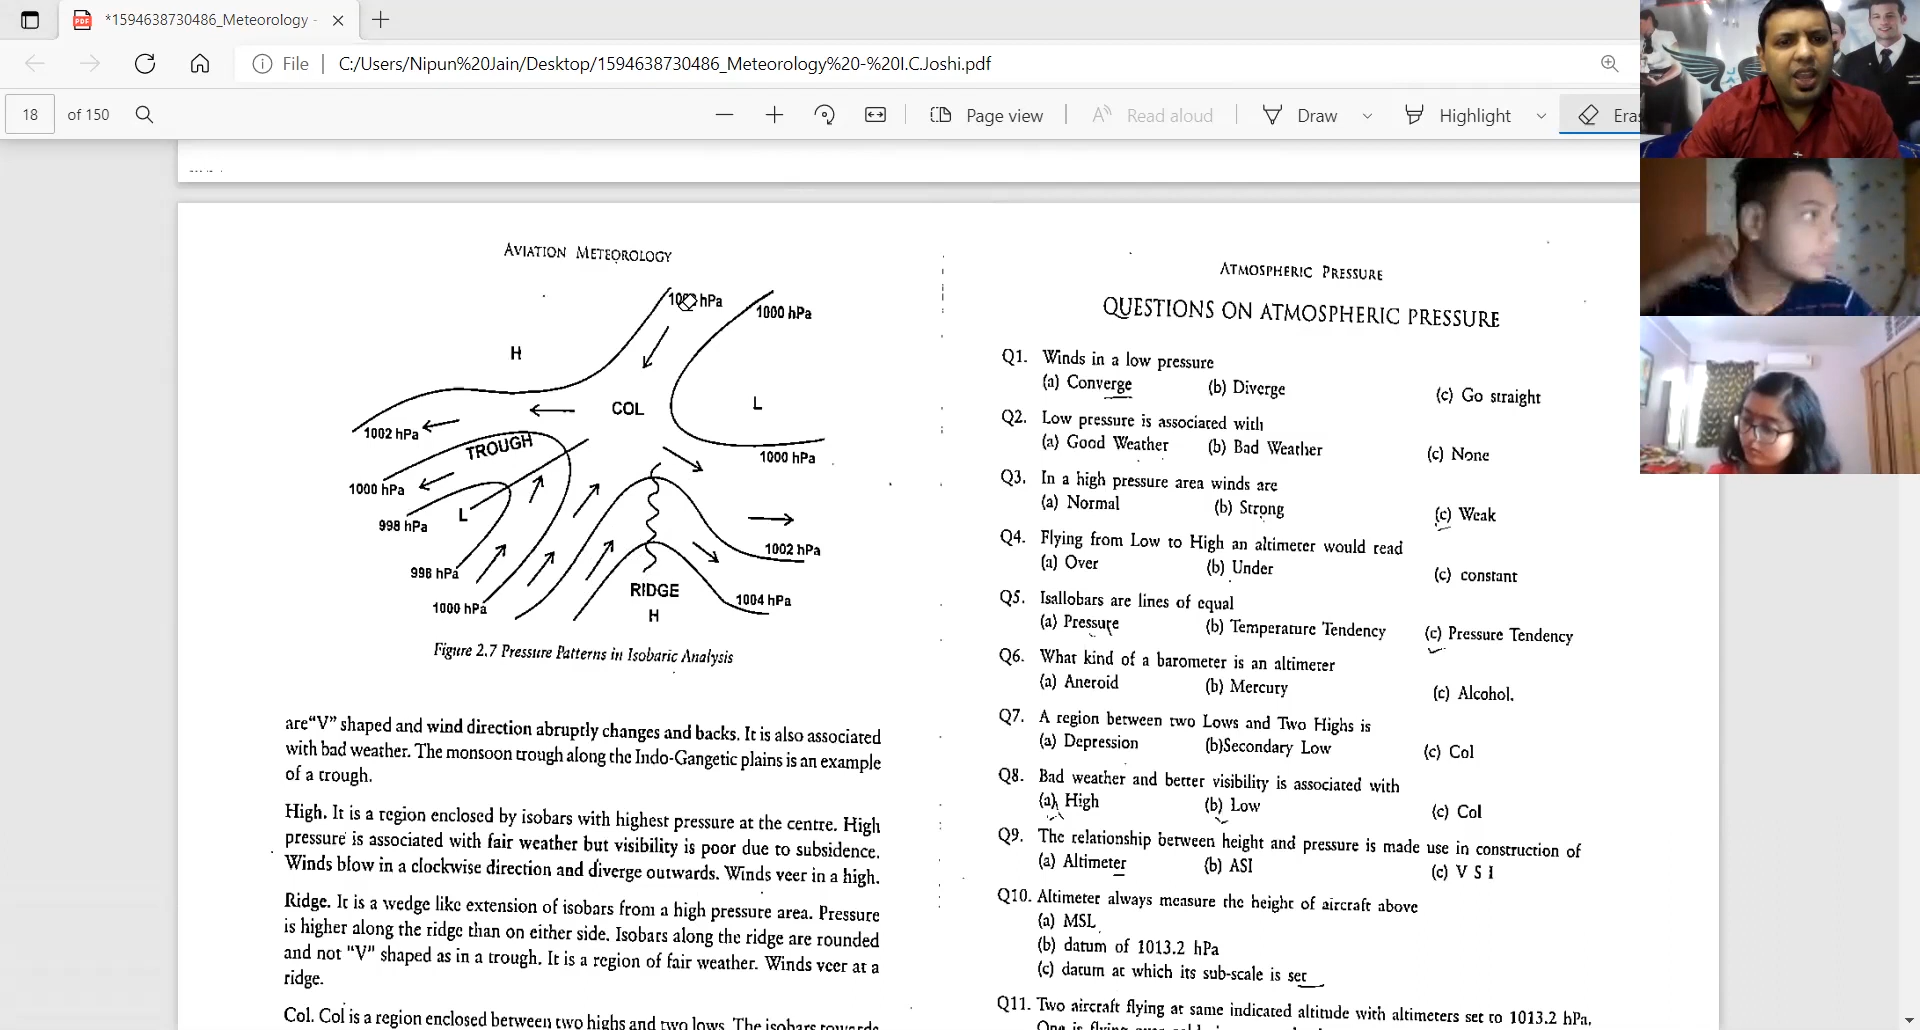 *1594638730486_Meteorology -
File
C:/Users/Nipun%20Jain/Desktop/1594638730486_Meteorology%20-%20I.C.Joshi.pdf
18 of 150
Page view
Read aloud
Draw
Highlight
Eras
AVIATION METEOROLOGY
hPa
1000 hPa
H
COL
L
1002 hPa
TROUGH
1000 hPa
1000 hPa
998 hPa
L
1002 hPa
996 hPa
RIDGE
1004 hPa
1000 hPa
H
Figure 2.7 Pressure Patterns in Isobaric Analysis
are "V" shaped and wind direction abruptly changes and backs. It is also associated
with bad weather. The monsoon trough along the Indo-Gangetic plains is an example
of a trough.
High. It is a region enclosed by isobars with highest pressure at the centre. High
pressure is associated with fair weather but visibility is poor due to subsidence.
Winds blow in a clockwise direction and diverge outwards. Winds veer in a high.
Ridge. It is a wedge like extension of isobars from a high pressure area. Pressure
is higher along the ridge than on either side. Isobars along the ridge are rounded
and not "V" shaped as in a trough. It is a region of fair weather. Winds veer at a
ridge.
Col. Col is a region enclosed between two highs and two lows. The isobars towards
ATMOSPHERIC PRESSURE
QUESTIONS ON ATMOSPHERIC PRESSURE
Q1. Winds in a low pressure
(a) Converge (b) Diverge (c) Go straight
Q2. Low pressure is associated with
(a) Good Weather (b) Bad Weather (c) None
Q3. In a high pressure area winds are
(a) Normal (b) Strong (c) Weak
Q4. Flying from Low to High an altimeter would read
(a) Over (b) Under (c) constant
Q5. Isallobars are lines of equal
(a) Pressure (b) Temperature Tendency (c) Pressure Tendency
Q6. What kind of a barometer is an altimeter
(a) Aneroid (b) Mercury (c) Alcohol.
Q7. A region between two Lows and Two Highs is
(a) Depression (b)Secondary Low (c) Col
Q8. Bad weather and better visibility is associated with
(a) High (b) Low (c) Col
Q9. The relationship between height and pressure is made use in construction of
(a) Altimeter (b) ASI (c) V S I
Q10. Altimeter always measure the height of aircraft above
(a) MSL
(b) datum of 1013.2 hPa
(c) datum at which its sub-scale is set
Q11. Two aircraft flying at same indicated altitude with altimeters set to 1013.2 hPa.